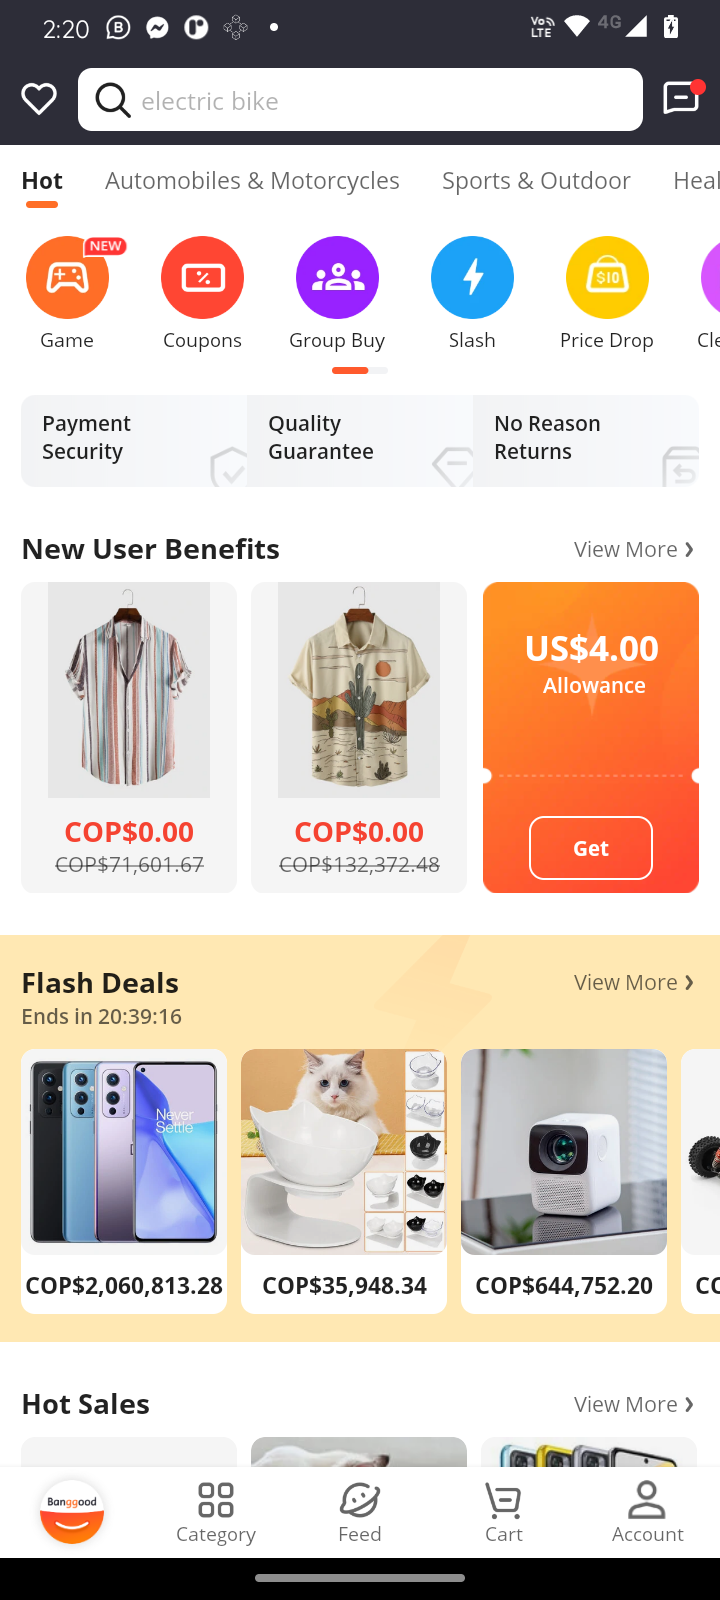 2:20
Vo LTE
4G
electric bike
Hot
Automobiles & Motorcycles
Sports & Outdoor
Heal
NEW
Game
Coupons
Group Buy
$10
Slash
Price Drop
Cle
Payment
Security
Quality
Guarantee
No Reason
Returns
New User Benefits
View More
COP$0.00
COP$71,601.67
COP$0.00
COP$132,372.48
US$4.00
Allowance
Get
Flash Deals
View More
Ends in 20:39:16
Never
Settle
COP$2,060,813.28
COP$35,948.34
COP$644,752.20
CO
Hot Sales
View More
Banggood
Category
Feed
Cart
Account